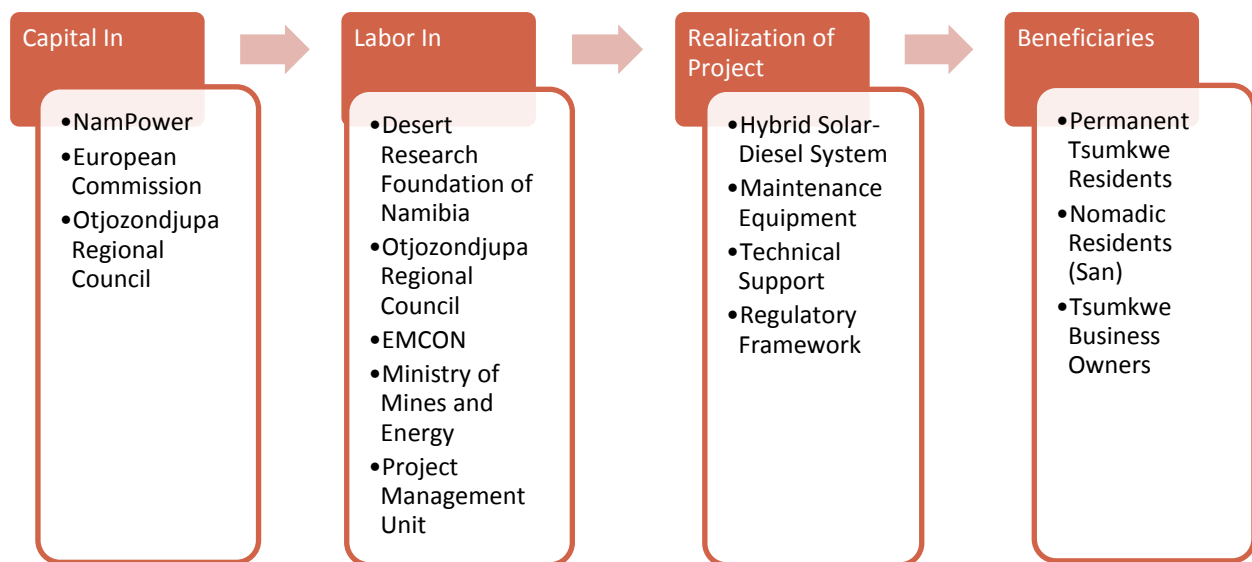 Capital In
•NamPower
•European
Commission
•Otjozondjupa
Regional
Council
Labor In
•Desert
Research
Foundation of
Namibia
•Otjozondjupa
Regional
Council
•EMCON
•Ministry of
Mines and
Energy
•Project
Management
Unit
Realization of
Project
•Hybrid Solar-
Diesel System
•Maintenance
Equipment
•Technical
Support
•Regulatory
Framework
Beneficiaries
•Permanent
Tsumkwe
Residents
•Nomadic
Residents
(San)
•Tsumkwe
Business
Owners